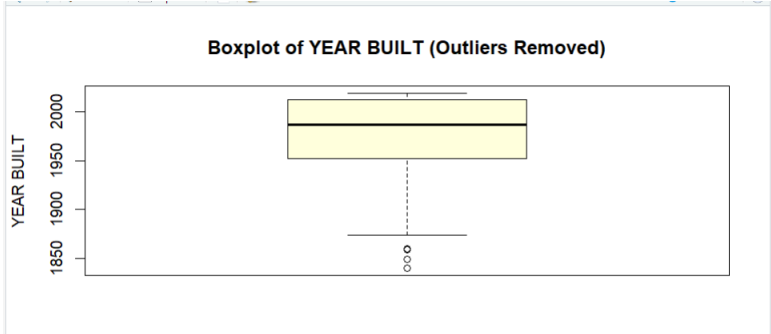 Boxplot of YEAR BUILT (Outliers Removed)
YEAR BUILT
2000
1950
1900
1850